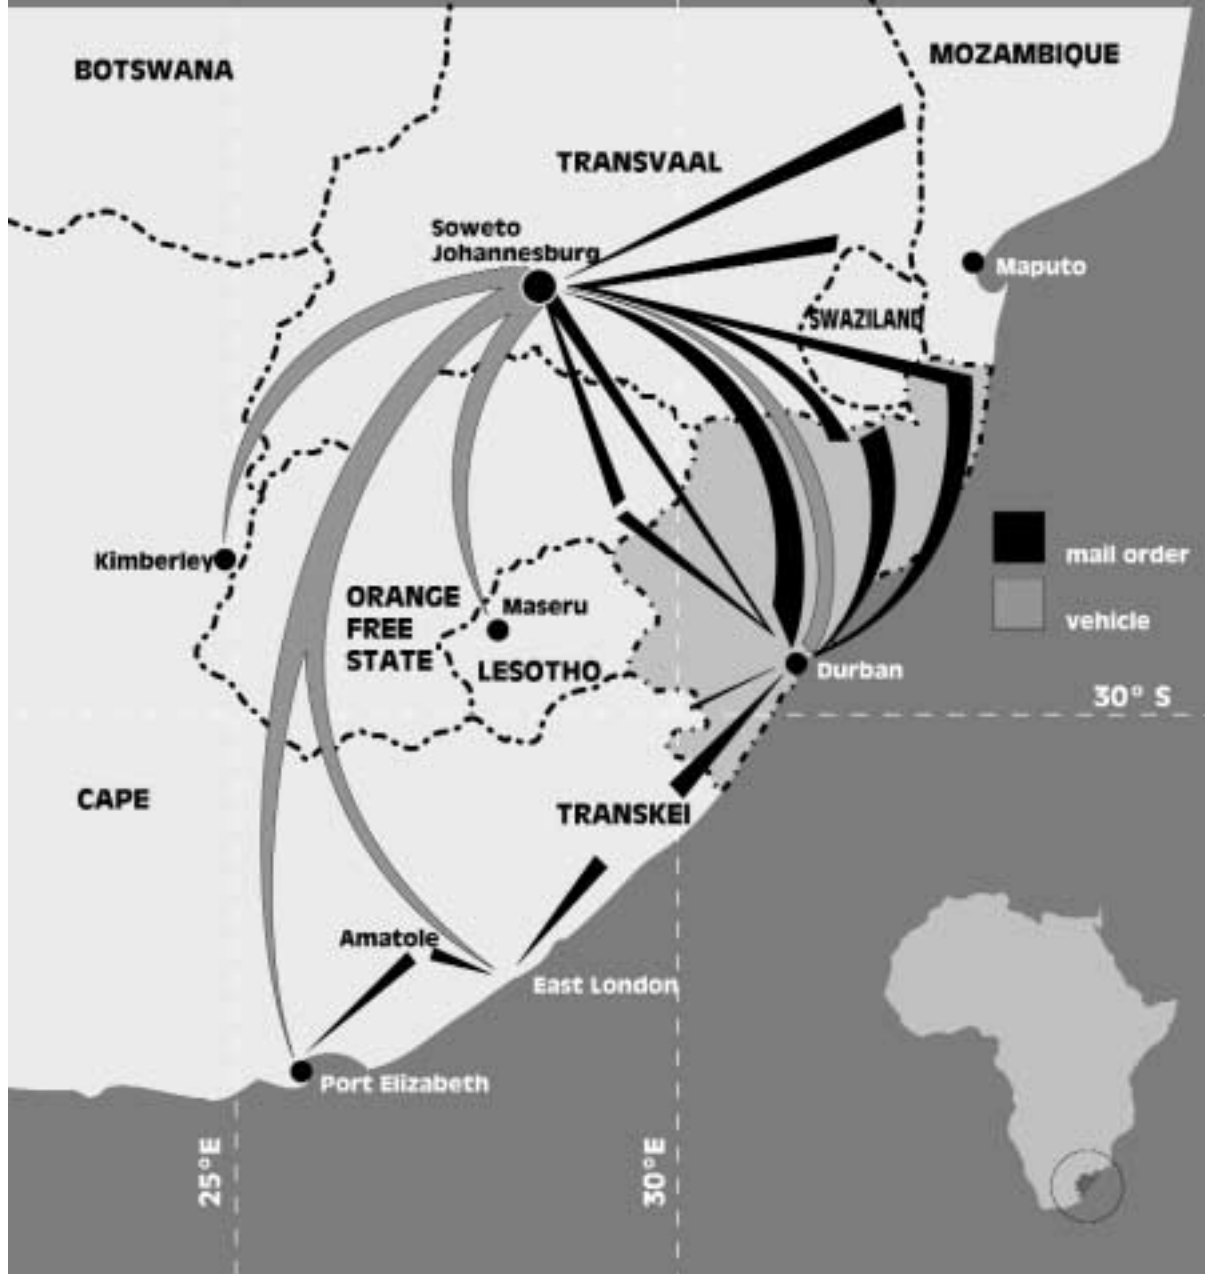 BOTSWANA
MOZAMBIQUE
TRANSVAAL
Soweto
Johannesburg
Maputo
SWAZILAND
mail order
vehicle
Kimberley
ORANGE
FREE
STATE
Maseru
LESOTHO
Durban
30° S
CAPE
TRANSKEI
Amatole
East London
Port Elizabeth
25°E
30°E